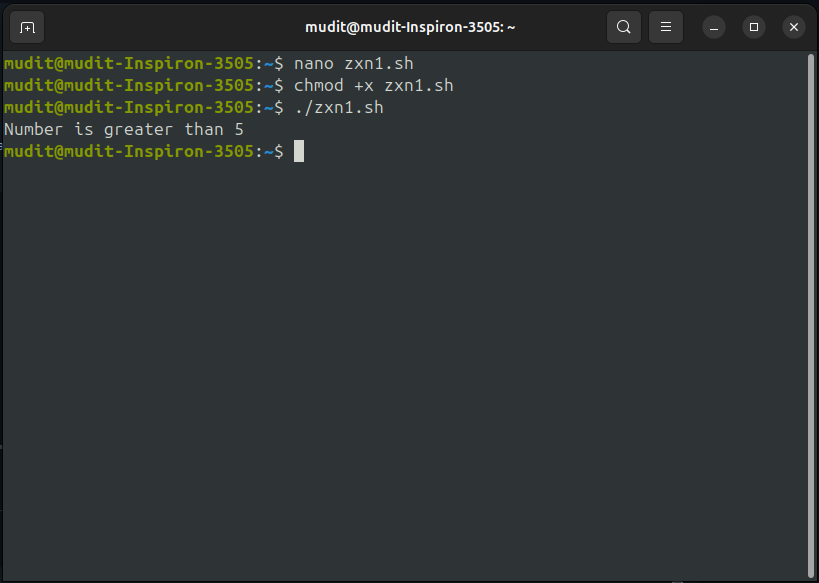 mudit@mudit-Inspiron-3505: ~
mudit@mudit-Inspiron-3505:~$ nano zxn1.sh
mudit@mudit-Inspiron-3505:~$ chmod +x zxn1.sh
mudit@mudit-Inspiron-3505:~$ ./zxn1.sh
Number is greater than 5
mudit@mudit-Inspiron-3505:~$